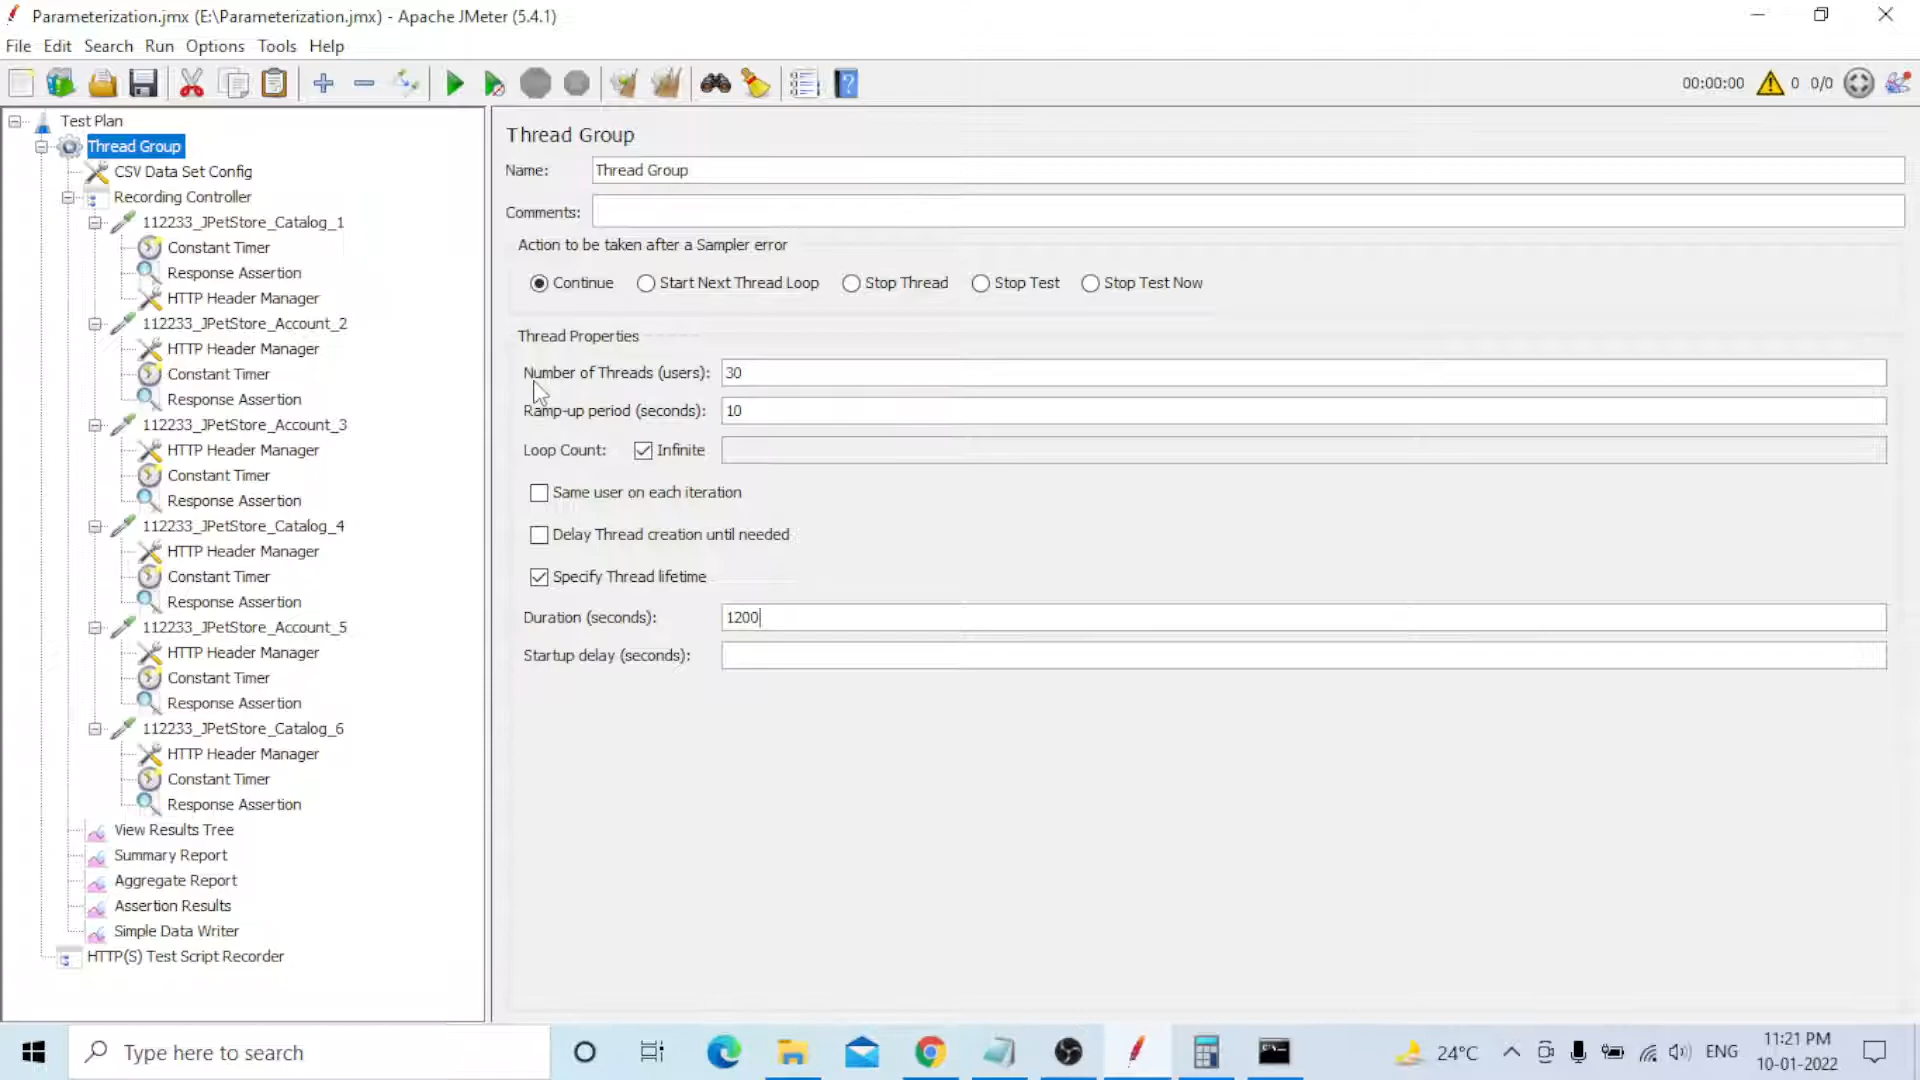 Parameterization.jmx (E:\Parameterization.jmx) - Apache JMeter (5.4.1)
File Edit Search Run Options Tools Help
00:00:00 0 0/0
Test Plan
Thread Group
CSV Data Set Config
Recording Controller
112233_JPetStore_Catalog_1
Constant Timer
Response Assertion
HTTP Header Manager
112233_JPetStore_Account_2
HTTP Header Manager
Constant Timer
Response Assertion
112233_JPetStore_Account_3
HTTP Header Manager
Constant Timer
Response Assertion
112233_JPetStore_Catalog_4
HTTP Header Manager
Constant Timer
Response Assertion
112233_JPetStore_Account_5
HTTP Header Manager
Constant Timer
Response Assertion
112233_JPetStore_Catalog_6
HTTP Header Manager
Constant Timer
Response Assertion
View Results Tree
Summary Report
Aggregate Report
Assertion Results
Simple Data Writer
HTTP(S) Test Script Recorder
Thread Group
Name: Thread Group
Comments:
Action to be taken after a Sampler error
Continue Start Next Thread Loop Stop Thread Stop Test Stop Test Now
Thread Properties
Number of Threads (users): 30
Ramp-up period (seconds): 10
Loop Count: Infinite
Same user on each iteration
Delay Thread creation until needed
Specify Thread lifetime
Duration (seconds): 1200
Startup delay (seconds):
Type here to search
24°C
ENG
11:21 PM
10-01-2022